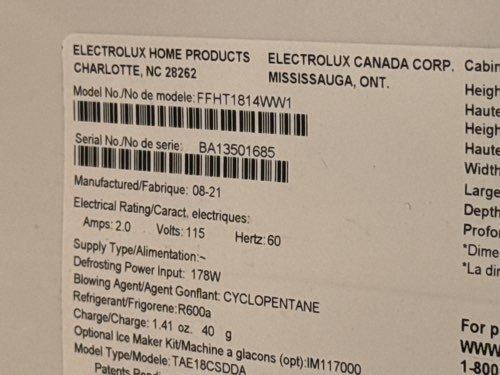 ELECTROLUX HOME PRODUCTS
CHARLOTTE, NC 28262
ELECTROLUX CANADA CORP.
MISSISSAUGA, ONT.
Model No./No de modele: FFHT1814WW1
Serial No./No de serie: BA13501685
Manufactured/Fabrique: 08-21
Electrical Rating/Caract. electriques:
Amps: 2.0 Volts: 115 Hertz: 60
Supply Type/Alimentation:~
Defrosting Power Input: 178W
Blowing Agent/Agent Gonflant: CYCLOPENTANE
Refrigerant/Frigorene: R600a
Charge/Charge: 1.41 oz. 40 g
Optional Ice Maker Kit/Machine a glacons (opt):IM117000
Model Type/Modele: TAE18CSDDA
Patents Pend
Cabin
Heigh
Haute
Heigh
Haute
Width
Large
Depth
Profo
*Dime
*La di
For p
WWW
1-800